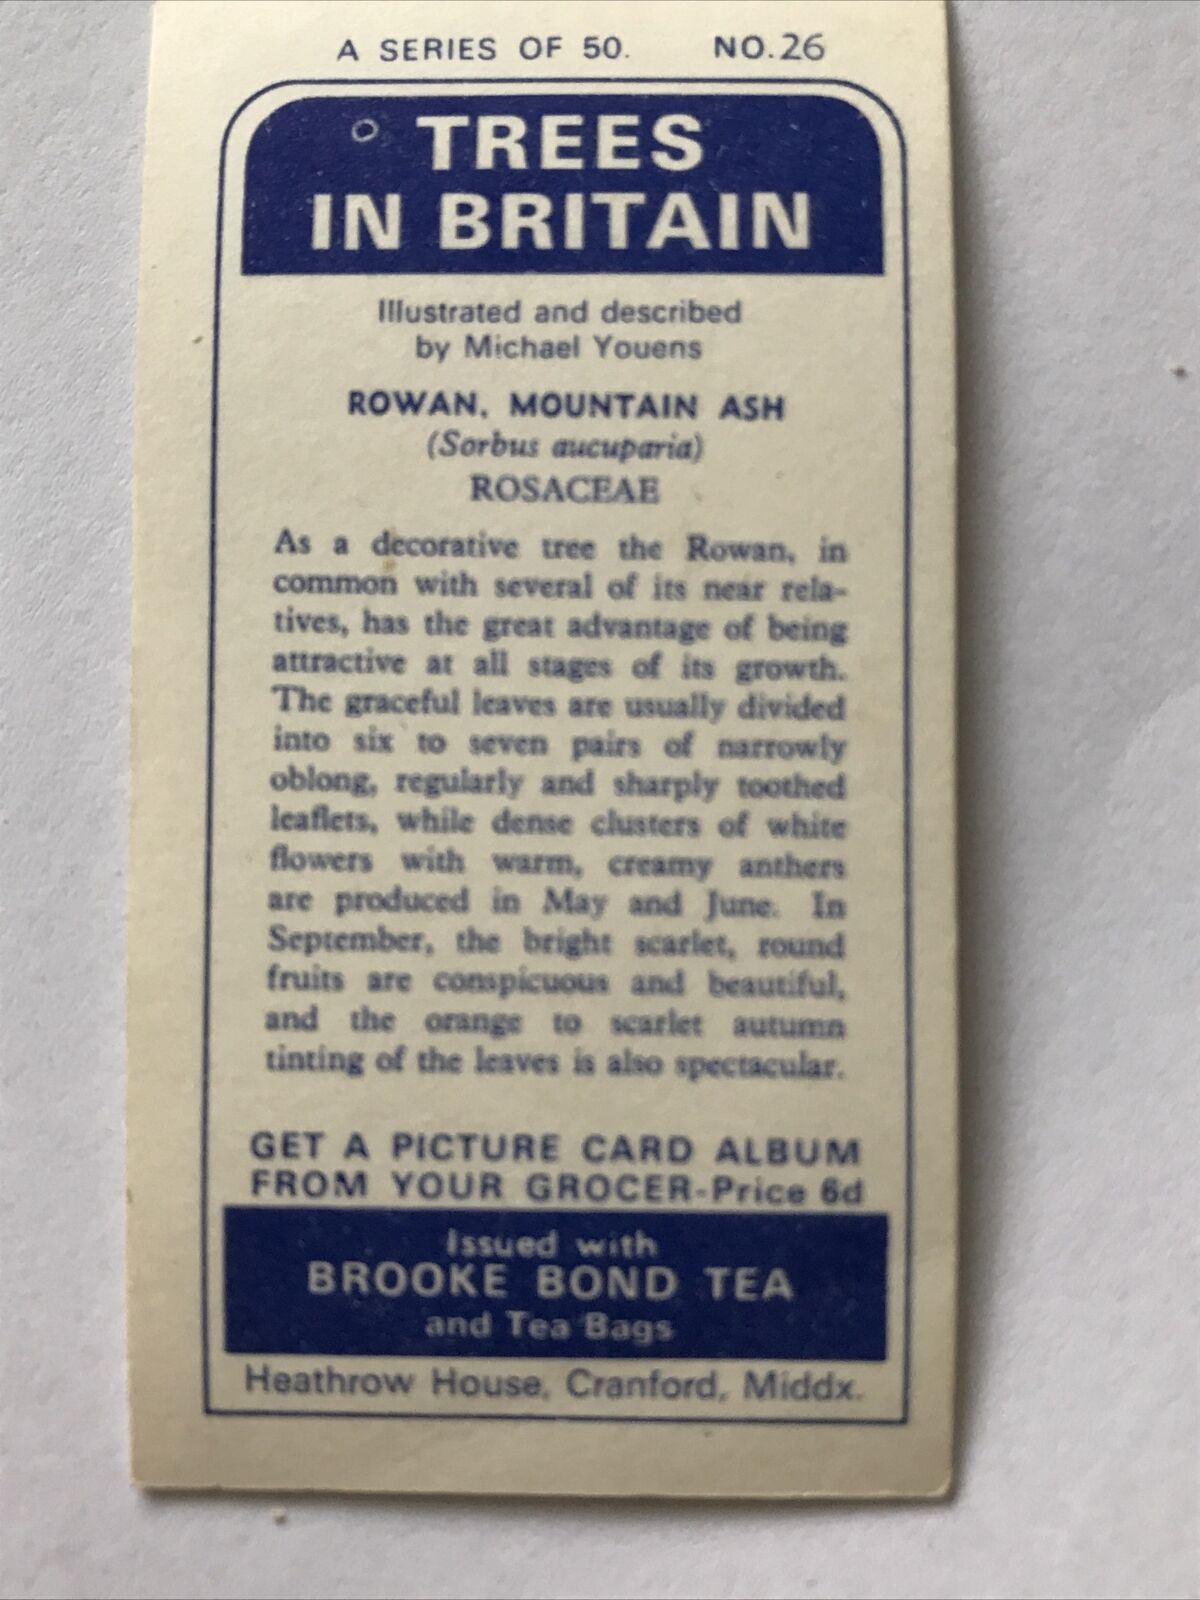 A SERIES OF 50. NO. 26
TREES
IN BRITAIN
Illustrated and described
by Michael Youens
ROWAN, MOUNTAIN ASH
(Sorbus aucuparia)
ROSACEAE
As a decorative tree the Rowan, in
common with several of its near rela-
tives, has the great advantage of being
attractive at all stages of its growth.
The graceful leaves are usually divided
into six to seven pairs of narrowly
oblong, regularly and sharply toothed
leaflets, while dense clusters of white
flowers with warm, creamy anthers
are produced in May and June. In
September, the bright scarlet, round
fruits are conspicuous and beautiful,
and the orange to scarlet autumn
tinting of the leaves is also spectacular.
GET A PICTURE CARD ALBUM
FROM YOUR GROCER-Price 6d
Issued with
BROOKE BOND TEA
and Tea Bags
Heathrow House, Cranford, Middx.